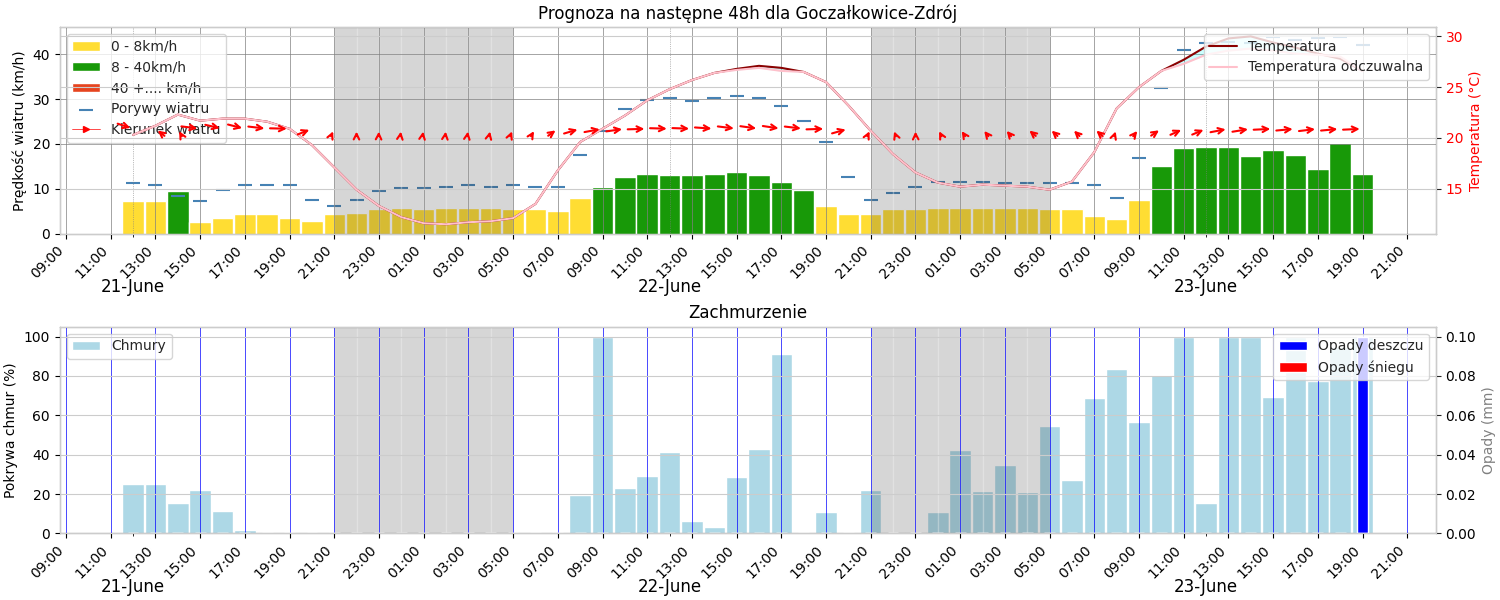 Prognoza na następne 48h dla Goczałkowice-Zdrój
0 - 8km/h
8 - 40km/h
40 +.... km/h
Porywy wiatru
Kierunek wiatru
Temperatura
Temperatura odczuwalna
Prędkość wiatru (km/h)
40
30
20
10
0
30
25
20
15
Temperatura (°C)
09:00 11:00 13:00 15:00 17:00 19:00 21:00 23:00 01:00 03:00 05:00 07:00 09:00 11:00 13:00 15:00 17:00 19:00 21:00 23:00 01:00 03:00 05:00 07:00 09:00 11:00 13:00 15:00 17:00 19:00 21:00
21-June 22-June 23-June
Zachmurzenie
Chmury
Opady deszczu
Opady śniegu
Pokrywa chmur (%)
100
80
60
40
20
0
0.10
0.08
0.06
0.04
0.02
0.00
Opady (mm)
09:00 11:00 13:00 15:00 17:00 19:00 21:00 23:00 01:00 03:00 05:00 07:00 09:00 11:00 13:00 15:00 17:00 19:00 21:00 23:00 01:00 03:00 05:00 07:00 09:00 11:00 13:00 15:00 17:00 19:00 21:00
21-June 22-June 23-June